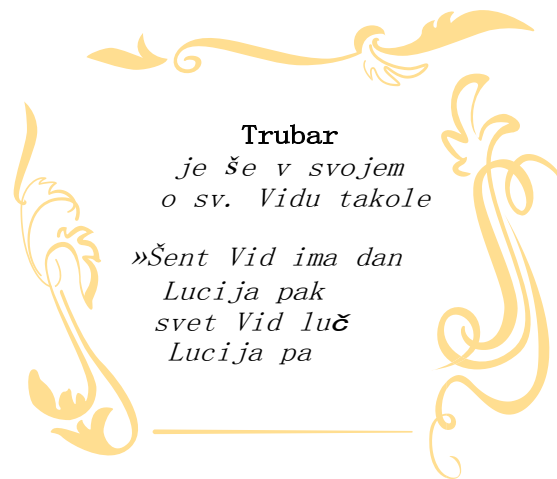 Trubar
je še v svojem
o sv. Vidu takole
»Šent Vid ima dan
Lucija pak
svet Vid luč
Lucija pa